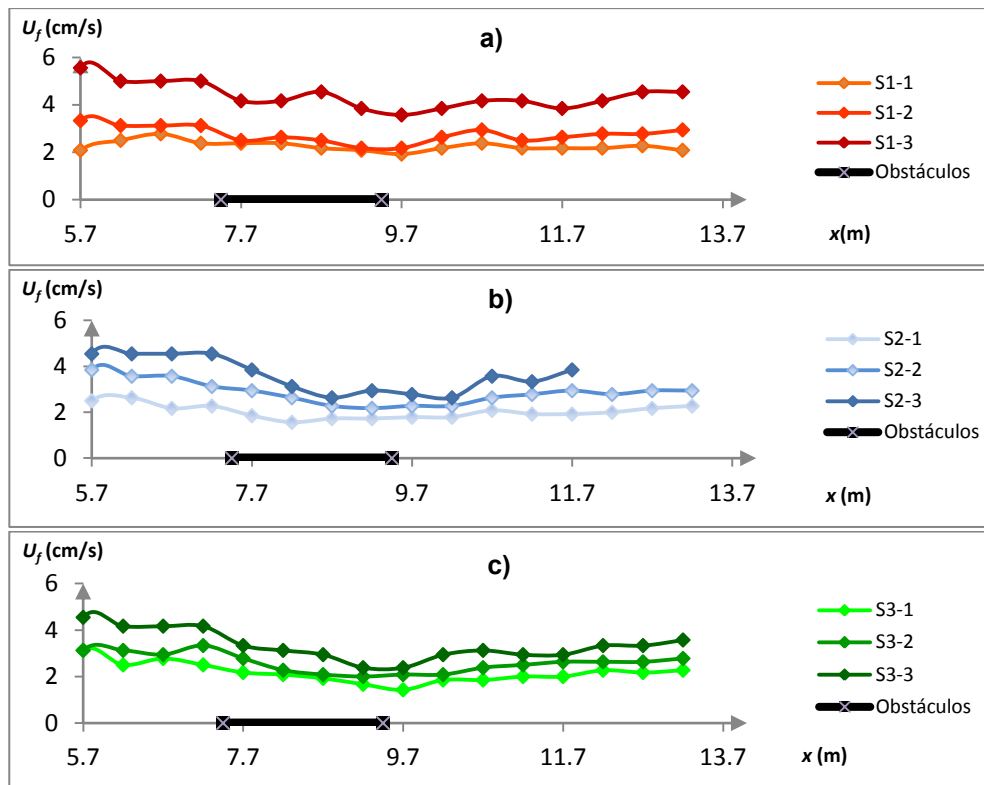 U_f (cm/s)
a)
6
4
2
0
5.7 7.7 9.7 11.7 13.7
x(m)
S1-1
S1-2
S1-3
Obstáculos
U_f (cm/s)
b)
6
4
2
0
5.7 7.7 9.7 11.7 13.7
x (m)
S2-1
S2-2
S2-3
Obstáculos
U_f (cm/s)
c)
6
4
2
0
5.7 7.7 9.7 11.7 13.7
x (m)
S3-1
S3-2
S3-3
Obstáculos